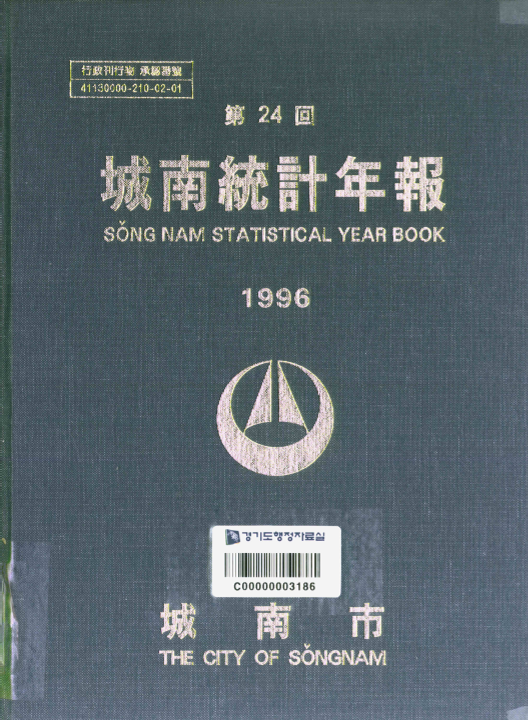 行政刊行物 承認番號
41130000-210-02-01
第 24 回
城南統計年報
SǑNG NAM STATISTICAL YEAR BOOK
1996
경기도행정자료실
C00000003186
城 南 市
THE CITY OF SǑNGNAM